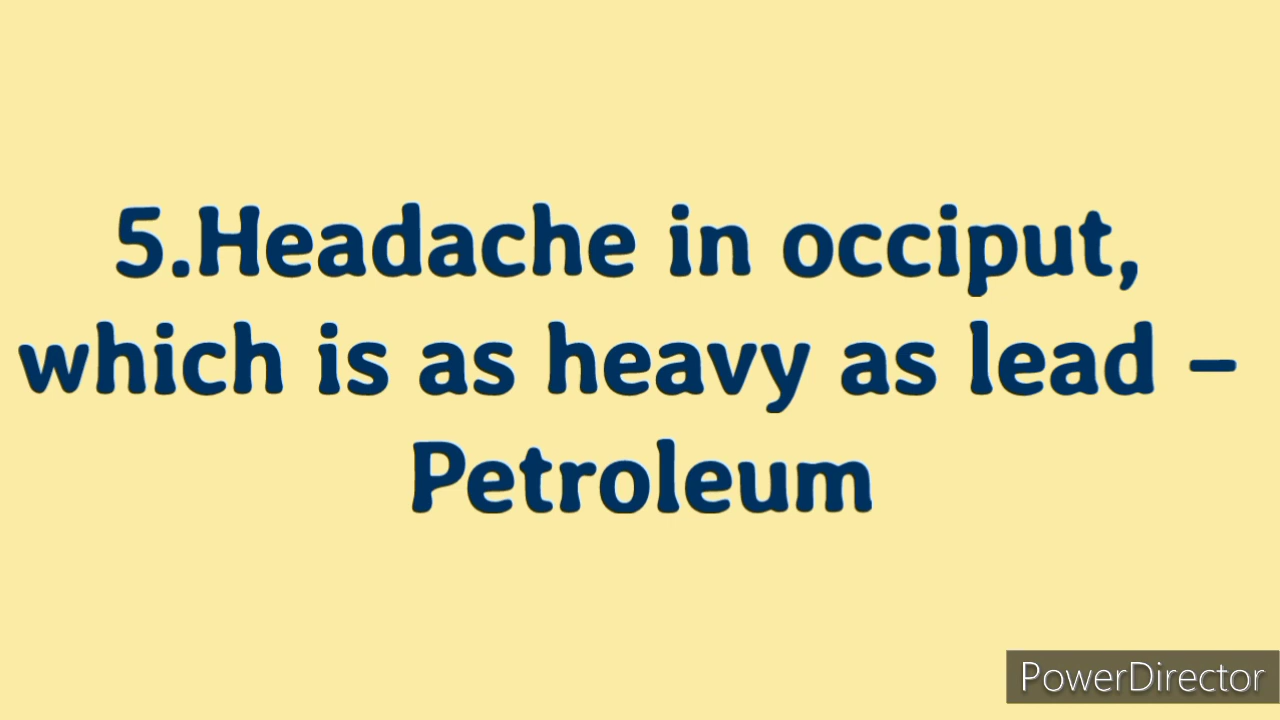 5.Headache in occiput,
which is as heavy as lead –
Petroleum
PowerDirector